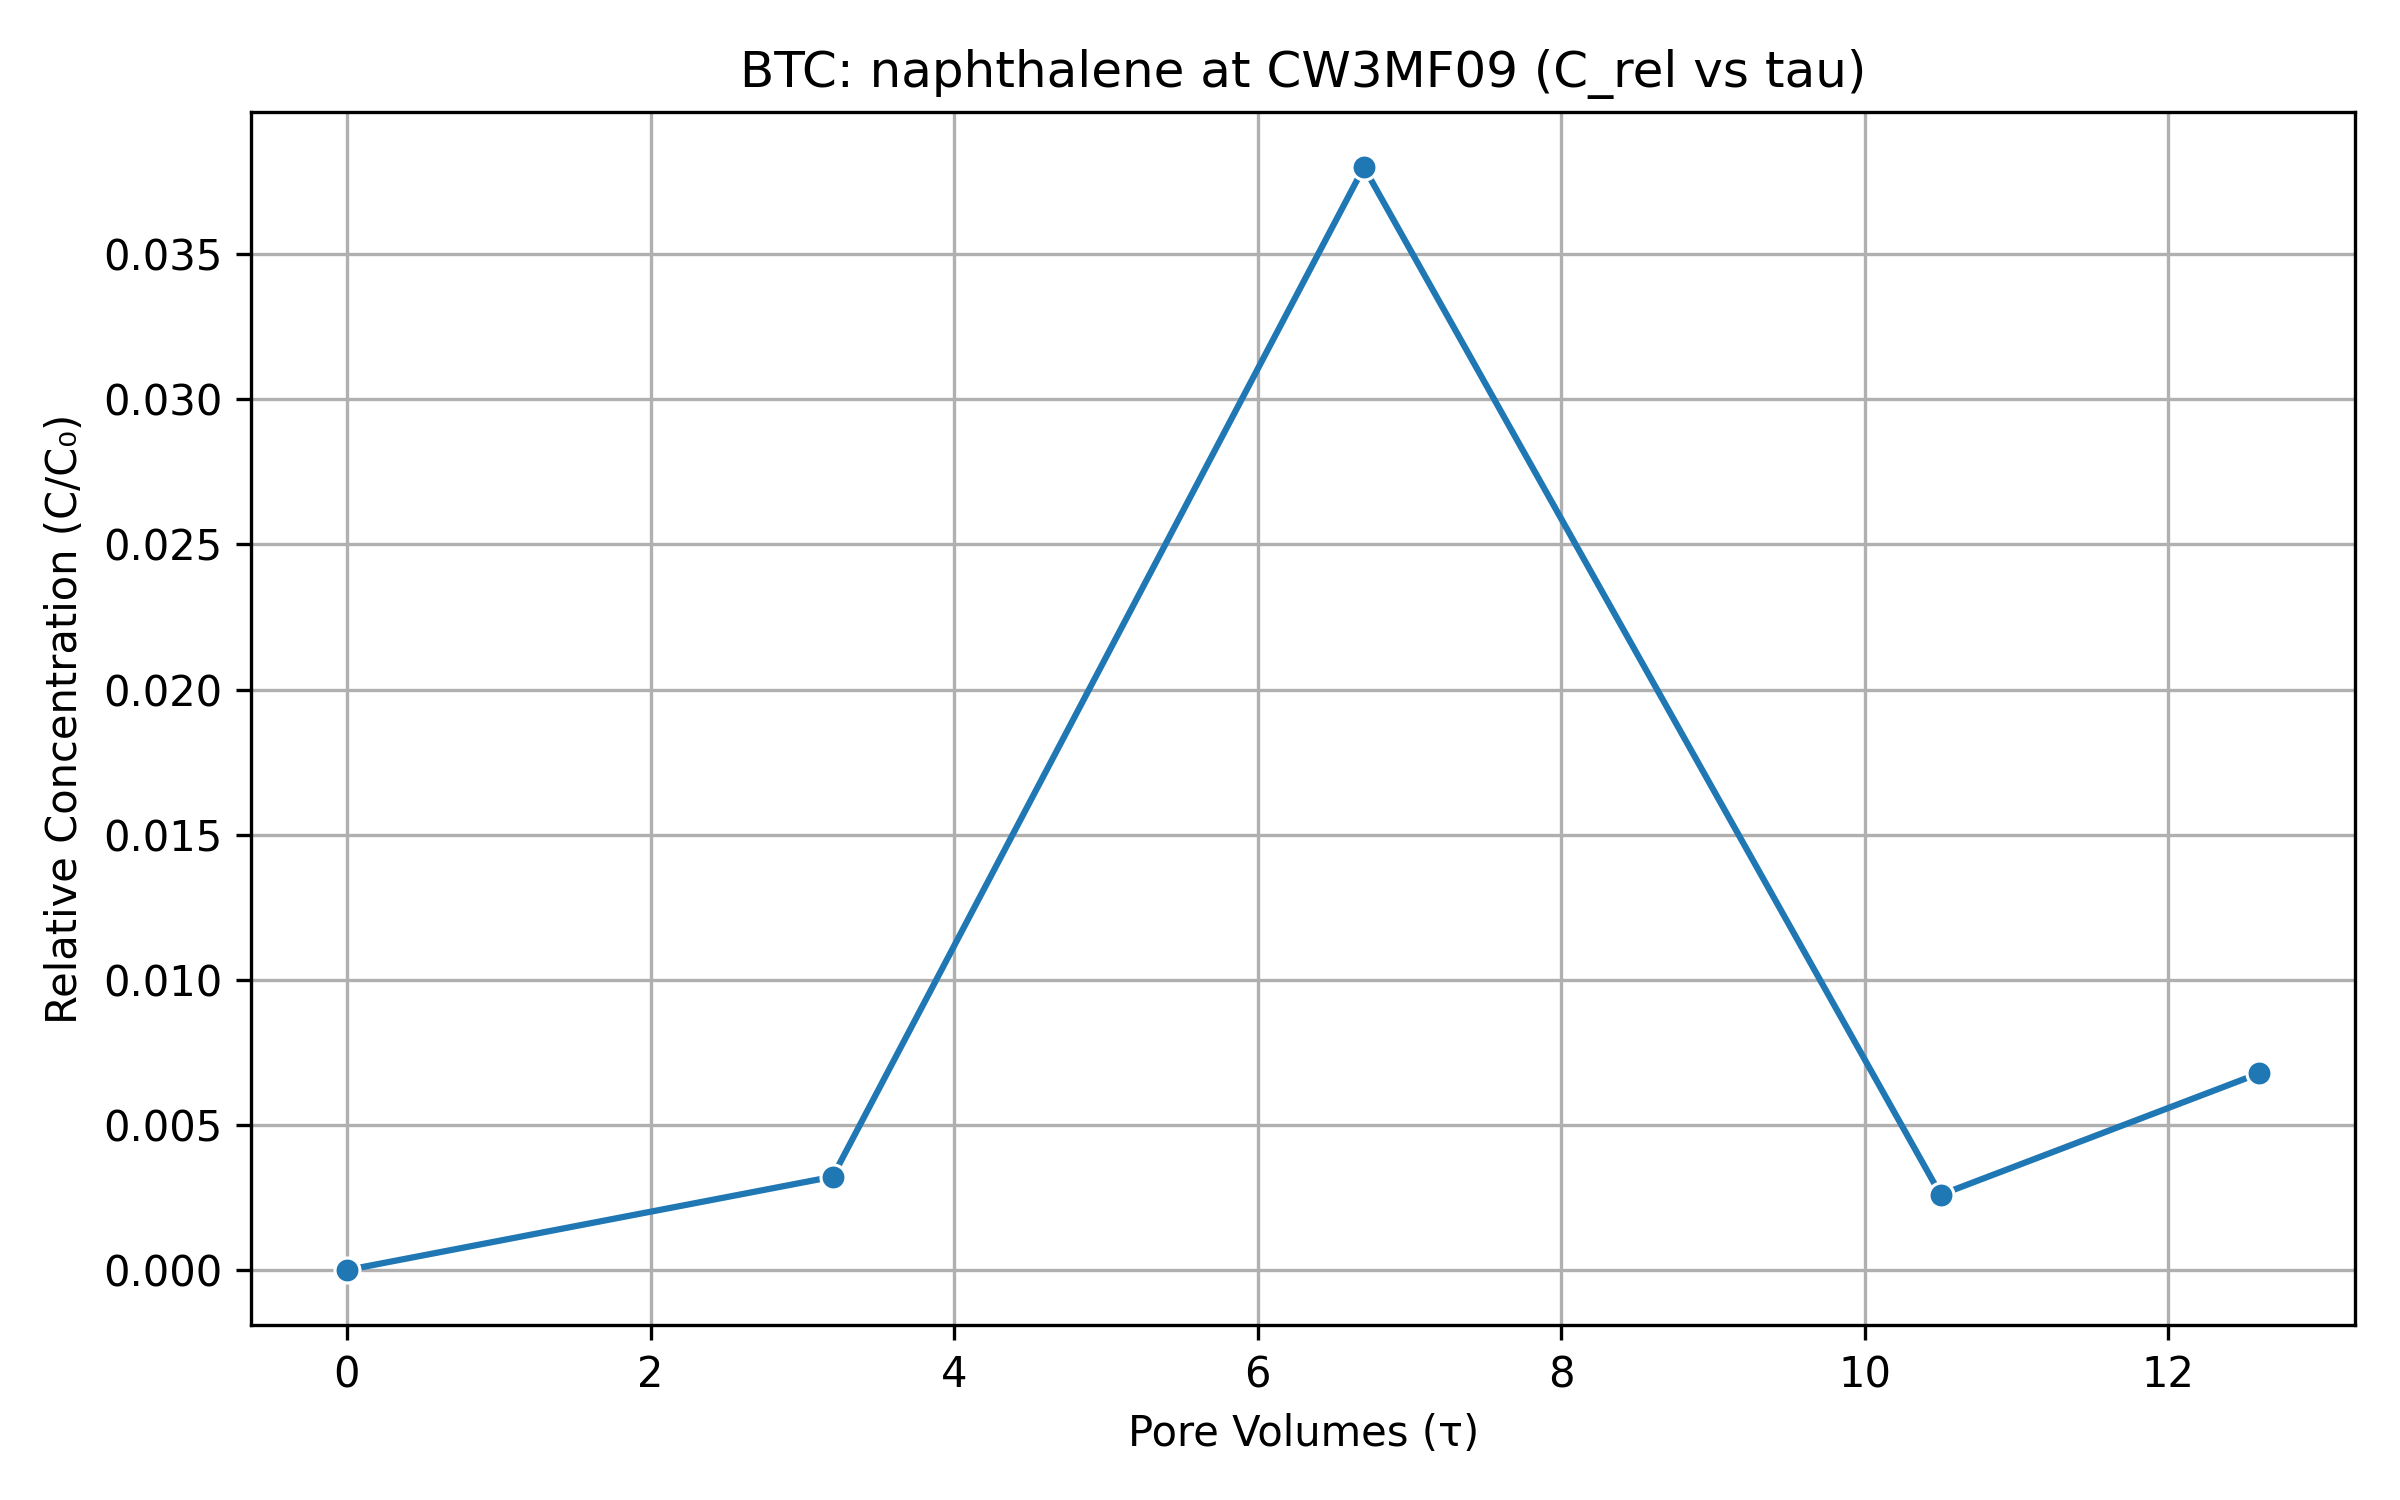 BTC: naphthalene at CW3MF09 (C_rel vs tau)
Relative Concentration (C/C₀)
0.035
0.030
0.025
0.020
0.015
0.010
0.005
0.000
0 2 4 6 8 10 12
Pore Volumes (τ)